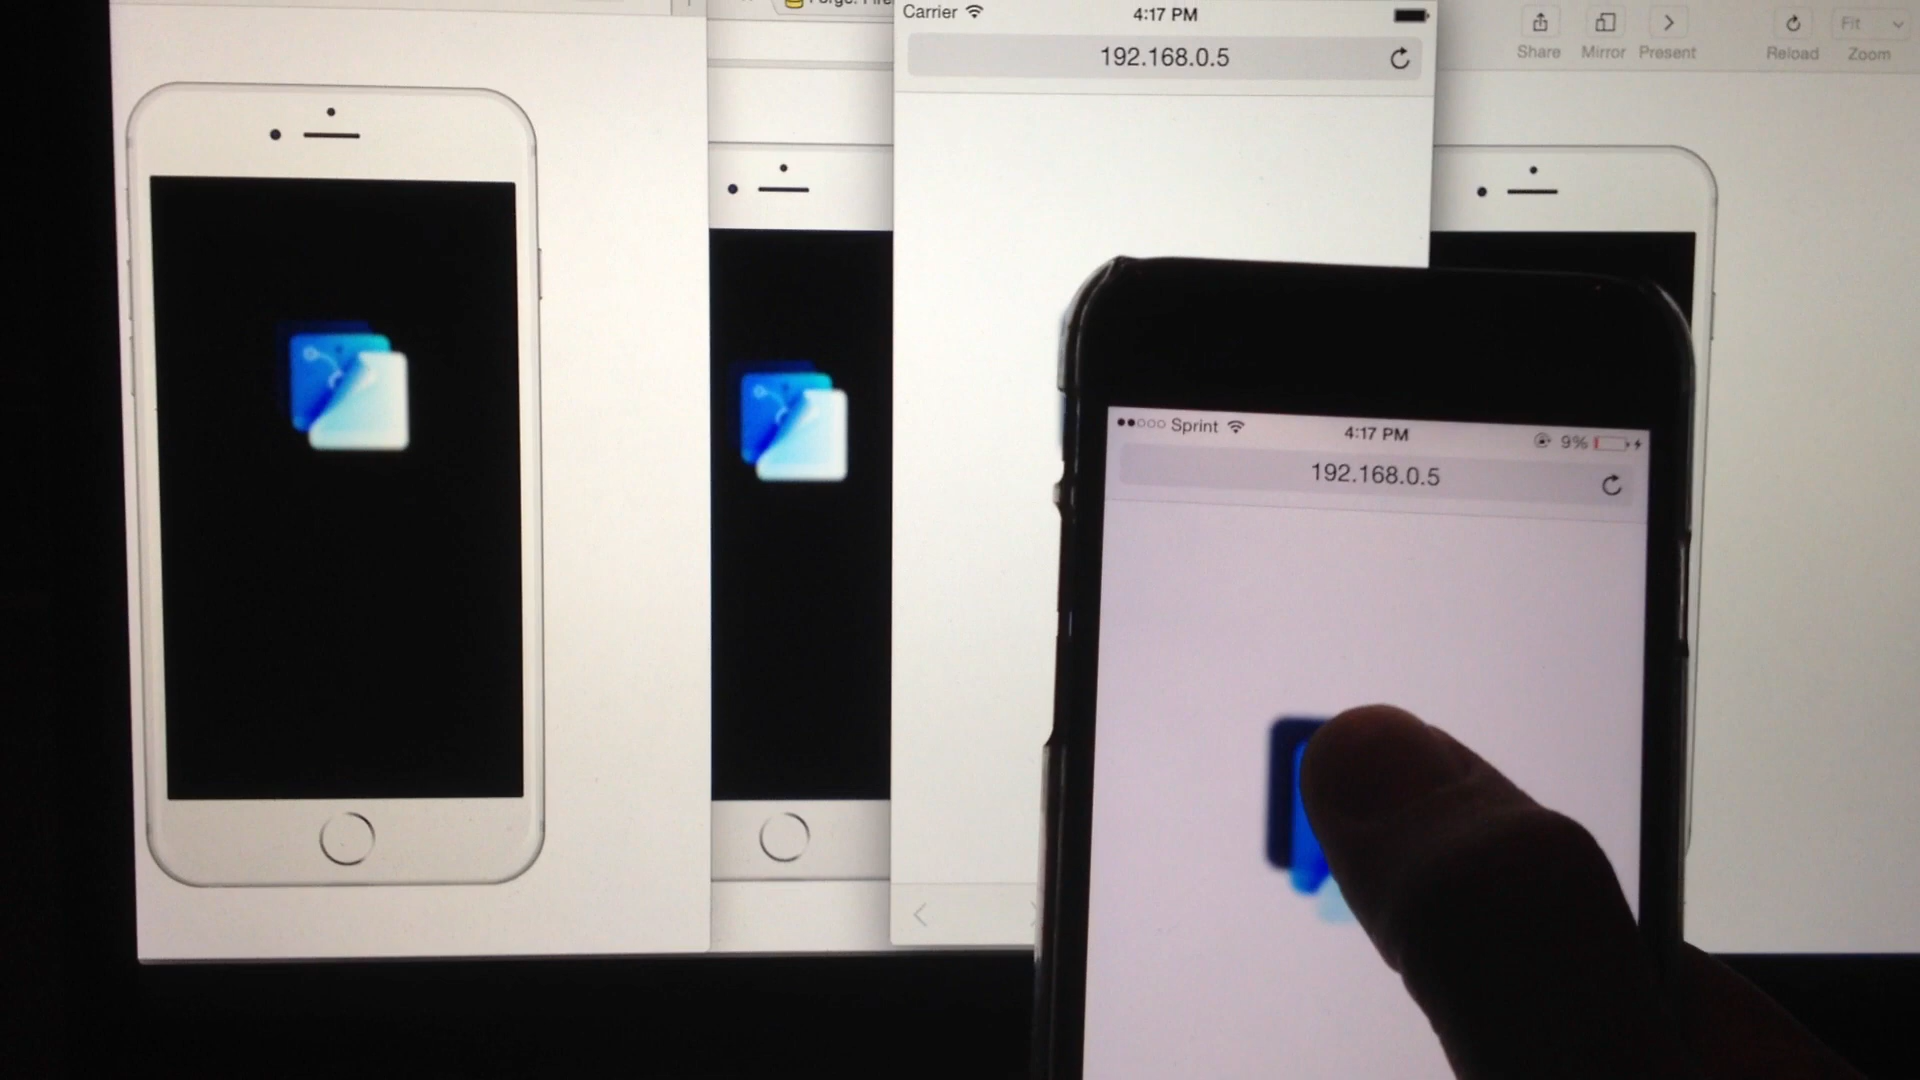 Carrier 4:17 PM
192.168.0.5
Share Mirror Present Reload Zoom
Fit
Sprint 4:17 PM 9%
192.168.0.5